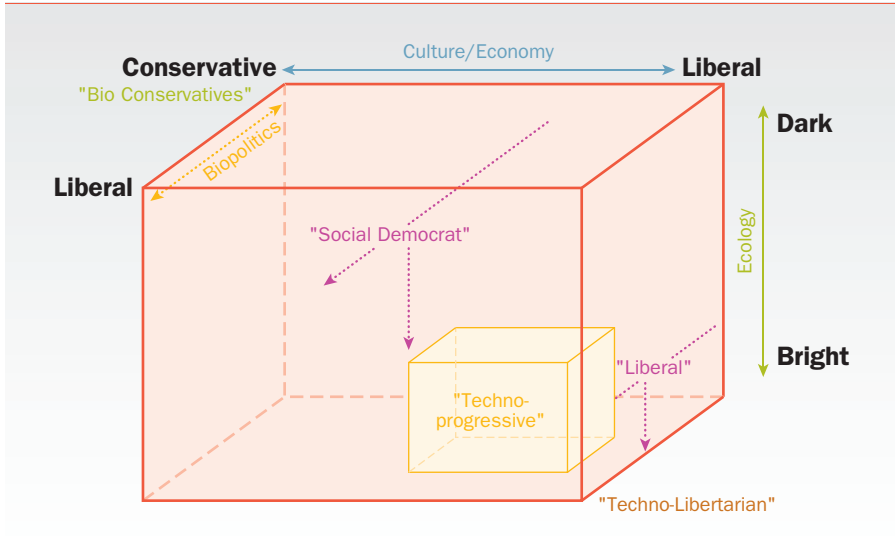 Culture/Economy
Conservative
Liberal
"Bio Conservatives"
Dark
Biopolitics
Liberal
"Social Democrat"
Ecology
Bright
"Liberal"
"Techno-
progressive"
"Techno-Libertarian"